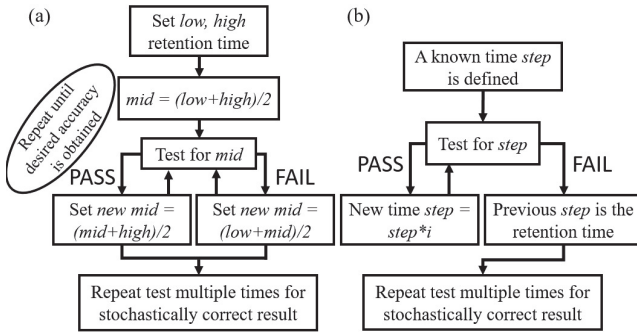 (a)
Set low, high
retention time
mid = (low+high)/2
Repeat until
desired accuracy
is obtained
Test for mid
PASS
FAIL
Set new mid =
(mid+high)/2
Set new mid =
(low+mid)/2
Repeat test multiple times for
stochastically correct result
(b)
A known time step
is defined
Test for step
PASS
FAIL
New time step =
step*i
Previous step is the
retention time
Repeat test multiple times for
stochastically correct result